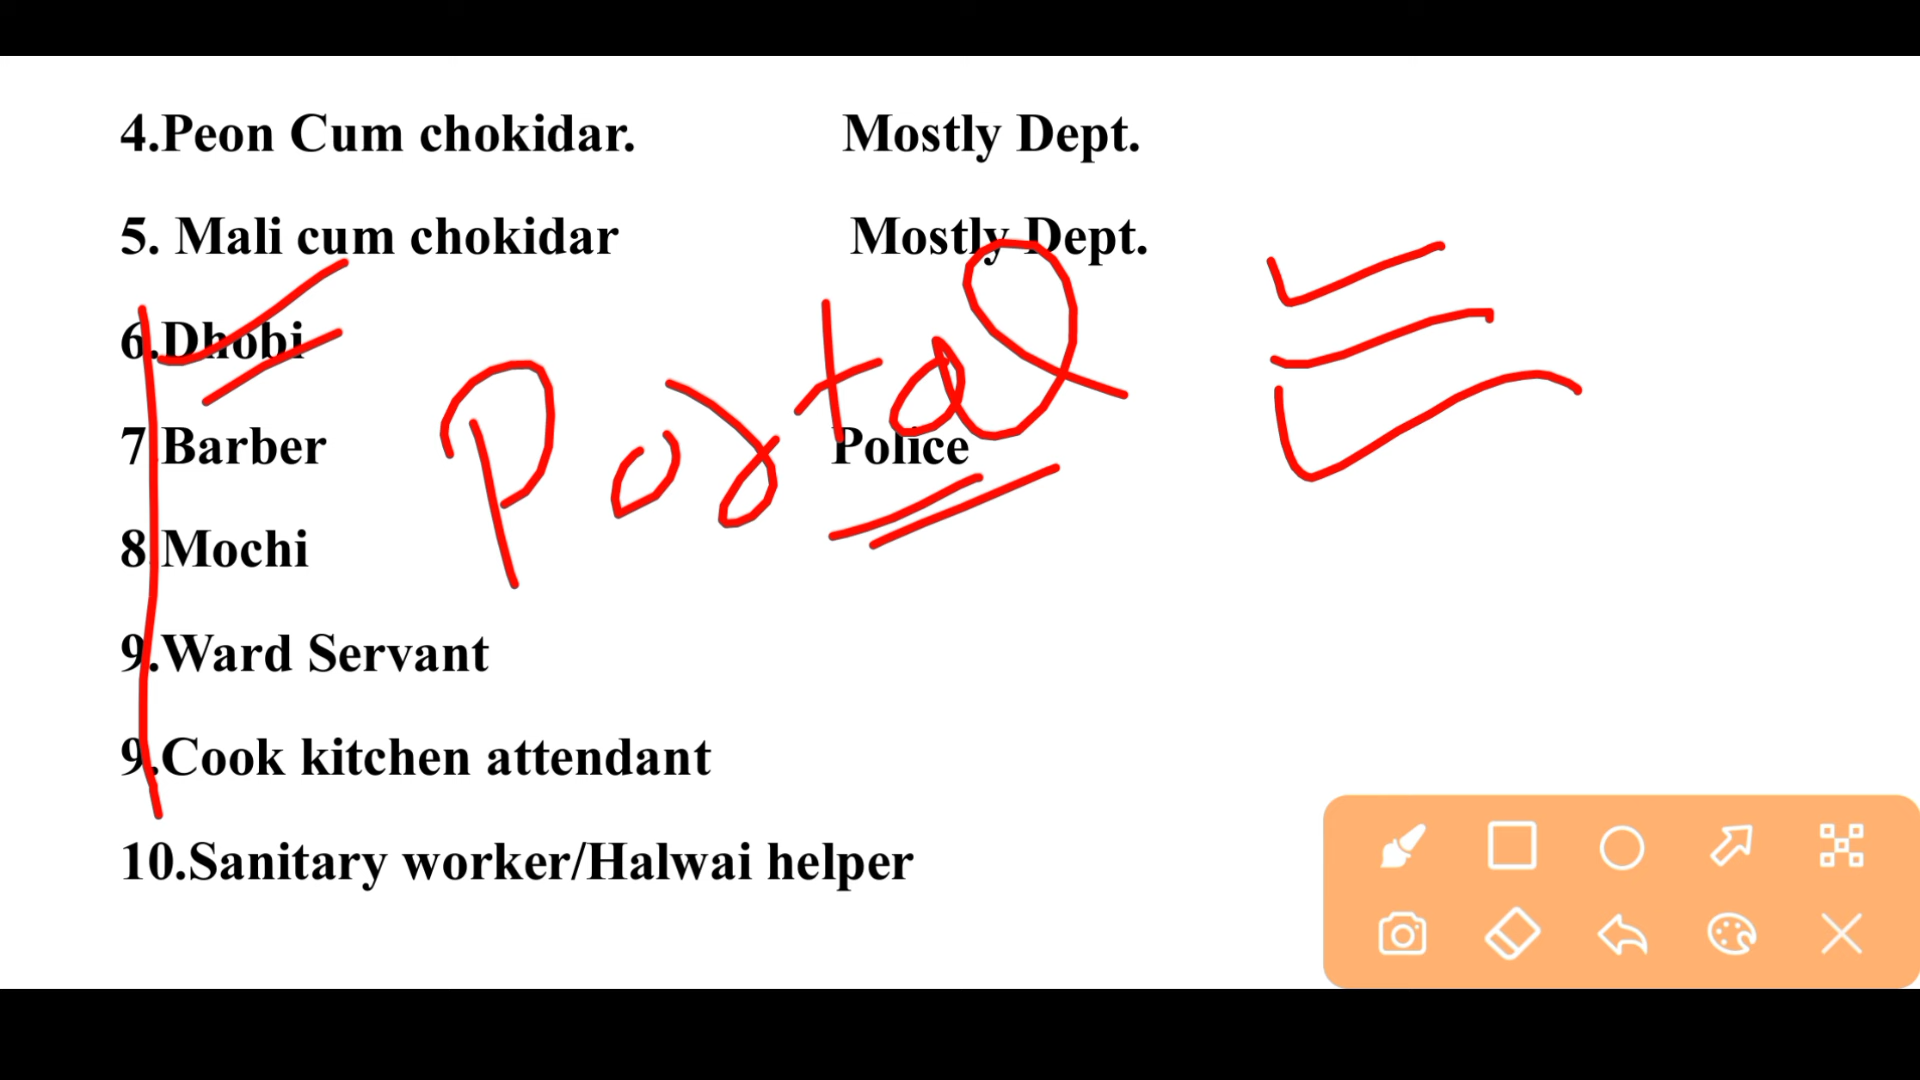 4.Peon Cum chokidar. Mostly Dept.
5. Mali cum chokidar Mostly Dept.
6.Dhobi
Postal
7.Barber Police
8.Mochi
9.Ward Servant
9.Cook kitchen attendant
10.Sanitary worker/Halwai helper